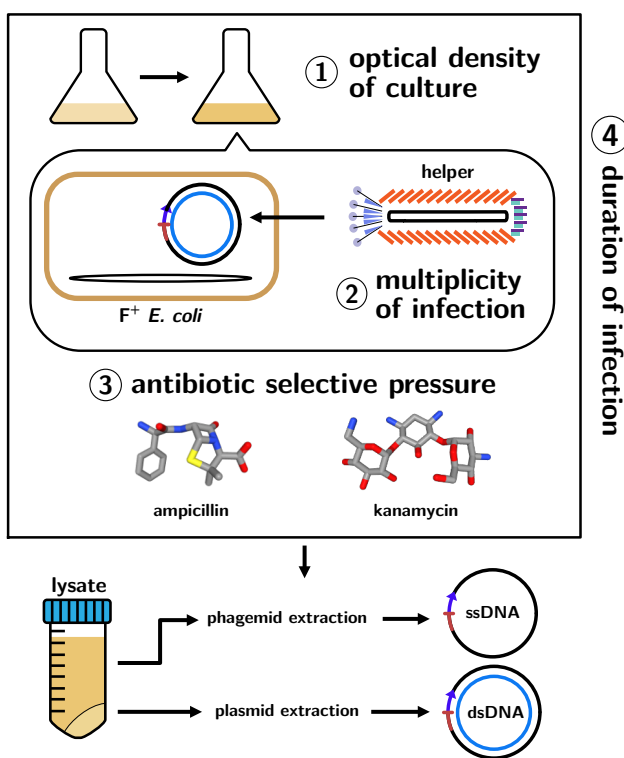 ① optical density
of culture
④ duration of infection
helper
② multiplicity
of infection
F⁺ E. coli
③ antibiotic selective pressure
ampicillin
kanamycin
lysate
phagemid extraction
ssDNA
plasmid extraction
dsDNA